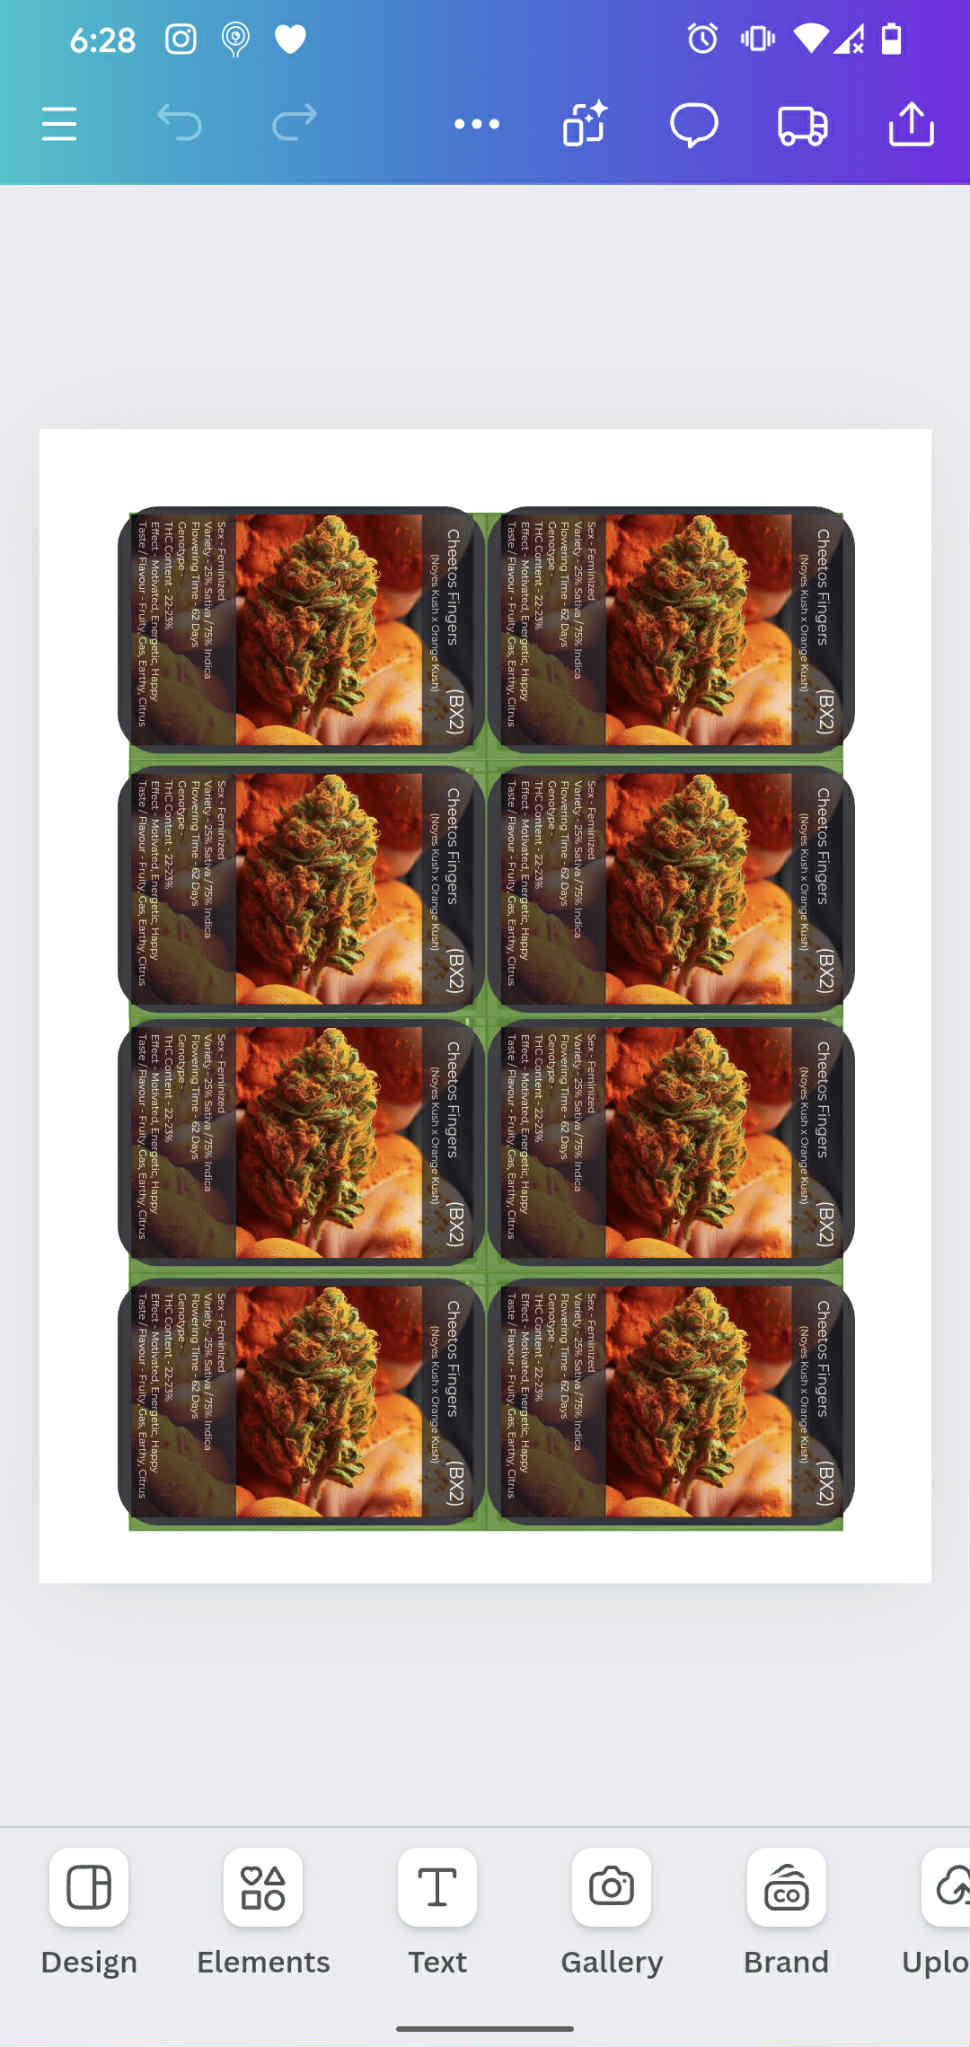 6:28
Cheetos Fingers
(Noyes Kush x Orange Kush)
(BX2)
Sex - Feminized
Variety - 25% Sativa / 75% Indica
Flowering Time - 62 Days
Genotype -
THC Content - 22-23%
Effect - Motivated, Energetic, Happy
Taste / Flavour - Fruity, Gas, Earthy, Citrus
Cheetos Fingers
(Noyes Kush x Orange Kush)
(BX2)
Sex - Feminized
Variety - 25% Sativa / 75% Indica
Flowering Time - 62 Days
Genotype -
THC Content - 22-23%
Effect - Motivated, Energetic, Happy
Taste / Flavour - Fruity, Gas, Earthy, Citrus
Cheetos Fingers
(Noyes Kush x Orange Kush)
(BX2)
Sex - Feminized
Variety - 25% Sativa / 75% Indica
Flowering Time - 62 Days
Genotype -
THC Content - 22-23%
Effect - Motivated, Energetic, Happy
Taste / Flavour - Fruity, Gas, Earthy, Citrus
Cheetos Fingers
(Noyes Kush x Orange Kush)
(BX2)
Sex - Feminized
Variety - 25% Sativa / 75% Indica
Flowering Time - 62 Days
Genotype -
THC Content - 22-23%
Effect - Motivated, Energetic, Happy
Taste / Flavour - Fruity, Gas, Earthy, Citrus
Cheetos Fingers
(Noyes Kush x Orange Kush)
(BX2)
Sex - Feminized
Variety - 25% Sativa / 75% Indica
Flowering Time - 62 Days
Genotype -
THC Content - 22-23%
Effect - Motivated, Energetic, Happy
Taste / Flavour - Fruity, Gas, Earthy, Citrus
Cheetos Fingers
(Noyes Kush x Orange Kush)
(BX2)
Sex - Feminized
Variety - 25% Sativa / 75% Indica
Flowering Time - 62 Days
Genotype -
THC Content - 22-23%
Effect - Motivated, Energetic, Happy
Taste / Flavour - Fruity, Gas, Earthy, Citrus
Cheetos Fingers
(Noyes Kush x Orange Kush)
(BX2)
Sex - Feminized
Variety - 25% Sativa / 75% Indica
Flowering Time - 62 Days
Genotype -
THC Content - 22-23%
Effect - Motivated, Energetic, Happy
Taste / Flavour - Fruity, Gas, Earthy, Citrus
Cheetos Fingers
(Noyes Kush x Orange Kush)
(BX2)
Sex - Feminized
Variety - 25% Sativa / 75% Indica
Flowering Time - 62 Days
Genotype -
THC Content - 22-23%
Effect - Motivated, Energetic, Happy
Taste / Flavour - Fruity, Gas, Earthy, Citrus
CO
Design Elements Text Gallery Brand Uplo